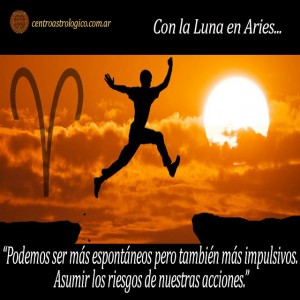 centroastrologico.com.ar
Con la Luna en Aries...
“Podemos ser más espontáneos pero también más impulsivos.
Asumir los riesgos de nuestras acciones.”